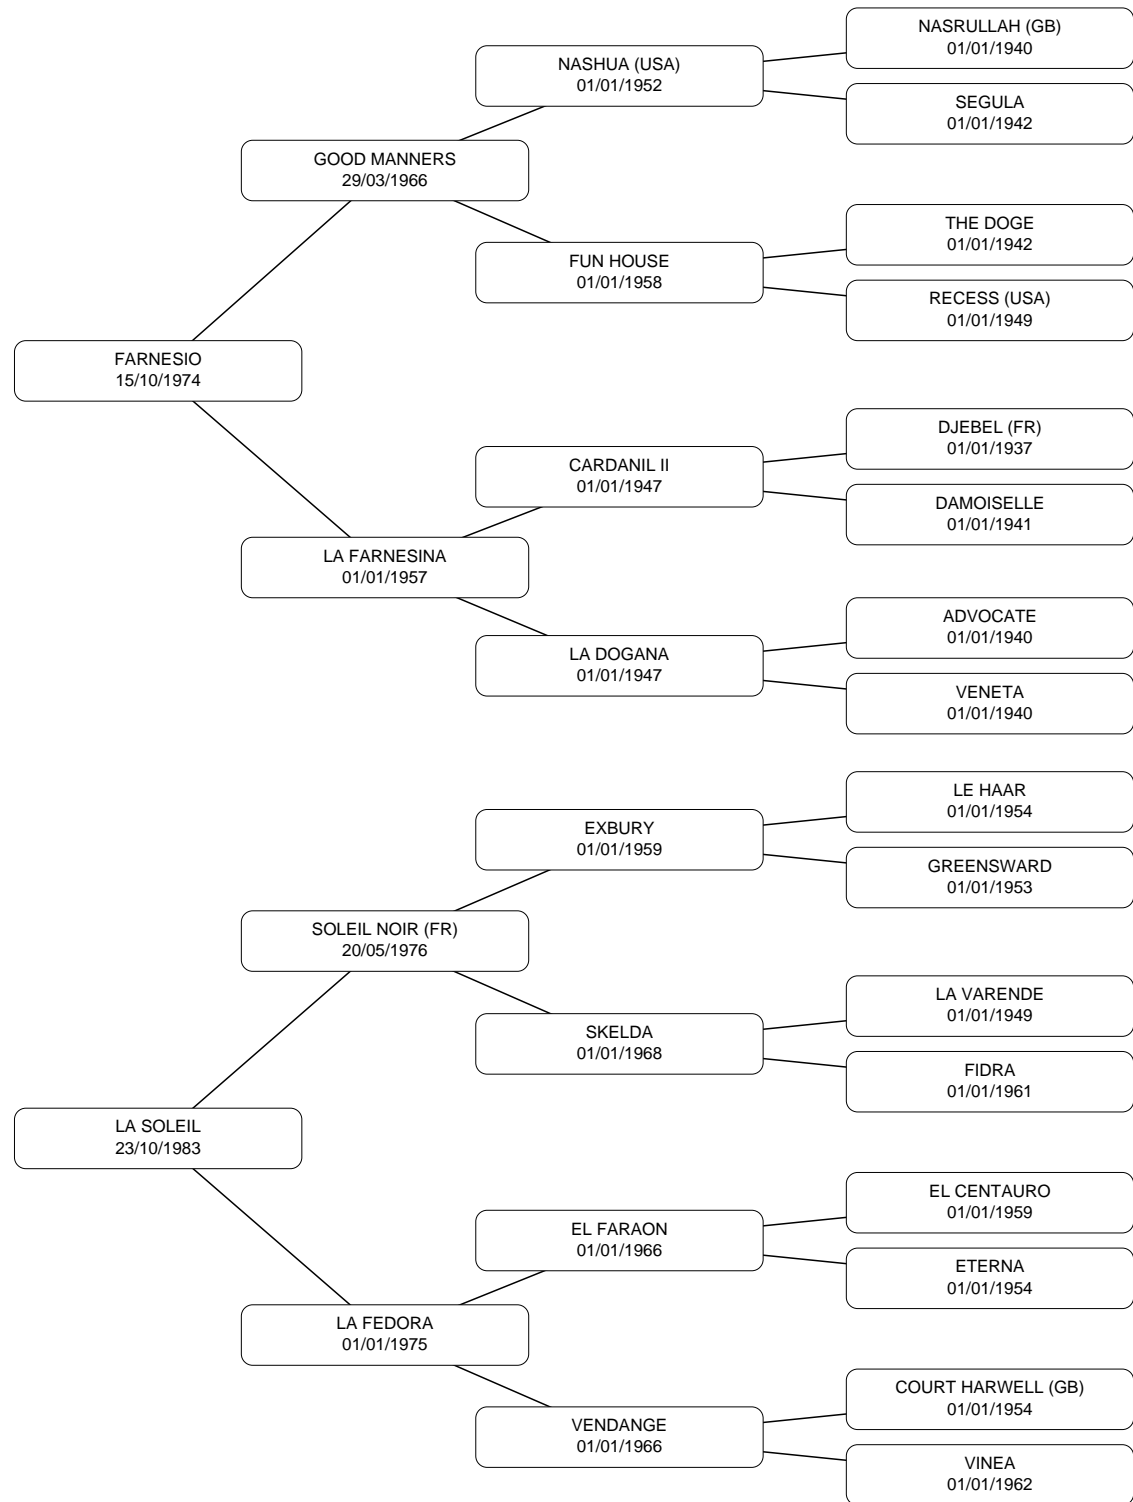 NASRULLAH (GB)
01/01/1940
NASHUA (USA)
01/01/1952
SEGULA
01/01/1942
GOOD MANNERS
29/03/1966
THE DOGE
01/01/1942
FUN HOUSE
01/01/1958
RECESS (USA)
01/01/1949
FARNESIO
15/10/1974
DJEBEL (FR)
01/01/1937
CARDANIL II
01/01/1947
DAMOISELLE
01/01/1941
LA FARNESINA
01/01/1957
ADVOCATE
01/01/1940
LA DOGANA
01/01/1947
VENETA
01/01/1940
LE HAAR
01/01/1954
EXBURY
01/01/1959
GREENSWARD
01/01/1953
SOLEIL NOIR (FR)
20/05/1976
LA VARENDE
01/01/1949
SKELDA
01/01/1968
FIDRA
01/01/1961
LA SOLEIL
23/10/1983
EL CENTAURO
01/01/1959
EL FARAON
01/01/1966
ETERNA
01/01/1954
LA FEDORA
01/01/1975
COURT HARWELL (GB)
01/01/1954
VENDANGE
01/01/1966
VINEA
01/01/1962